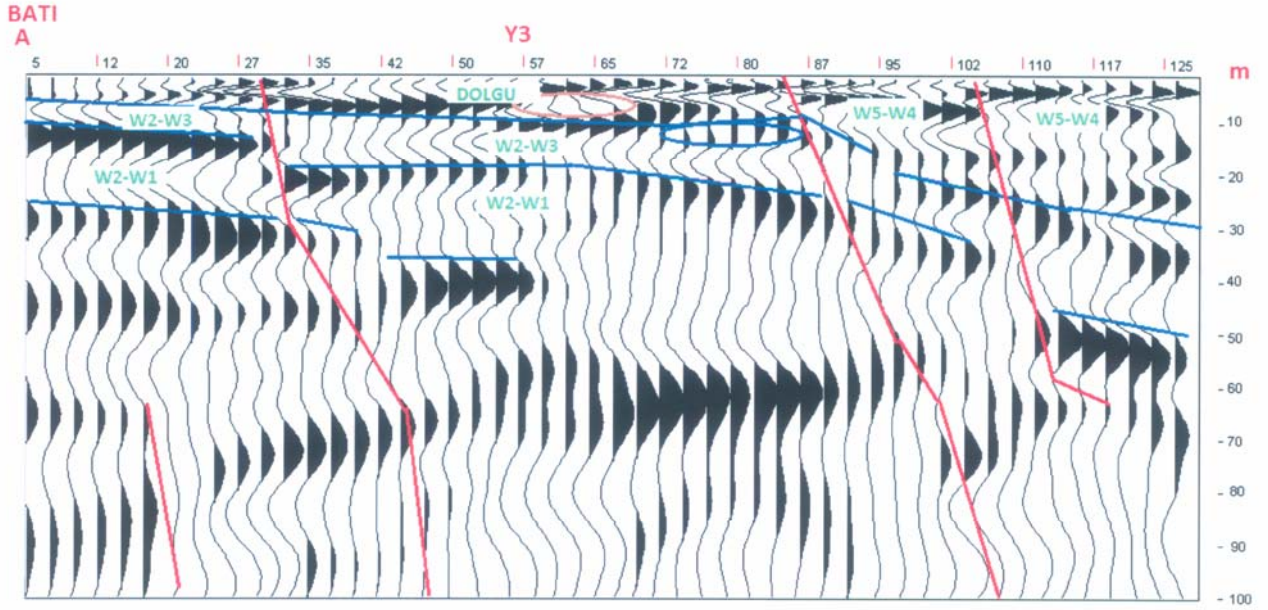 BATI
A
Y3
5 12 20 27 35 42 50 57 65 72 80 87 95 102 110 117 125
m
DOLGU
W2-W3
W5-W4
W5-W4
- 10
W2-W3
W2-W1
- 20
W2-W1
- 30
- 40
- 50
- 60
- 70
- 80
- 90
- 100